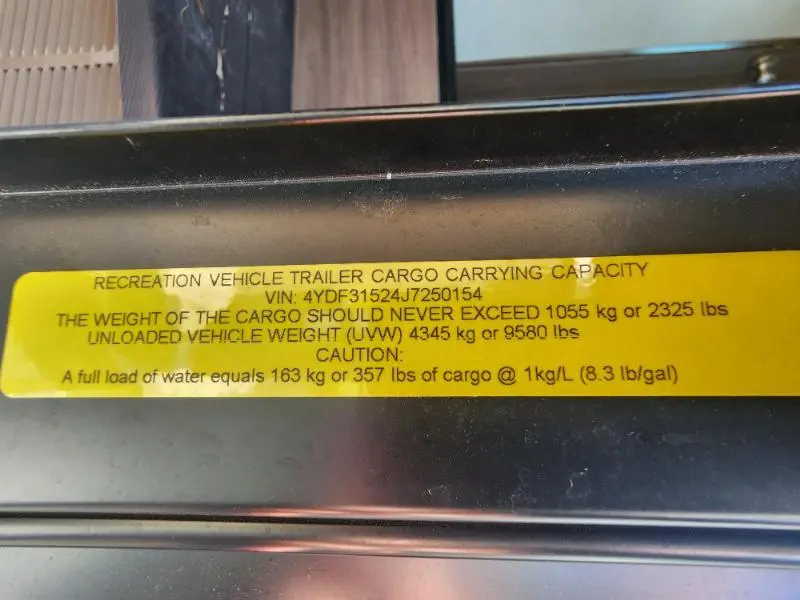 RECREATION VEHICLE TRAILER CARGO CARRYING CAPACITY
VIN: 4YDF31524J7250154
THE WEIGHT OF THE CARGO SHOULD NEVER EXCEED 1055 kg or 2325 lbs
UNLOADED VEHICLE WEIGHT (UVW) 4345 kg or 9580 lbs
CAUTION:
A full load of water equals 163 kg or 357 lbs of cargo @ 1kg/L (8.3 lb/gal)